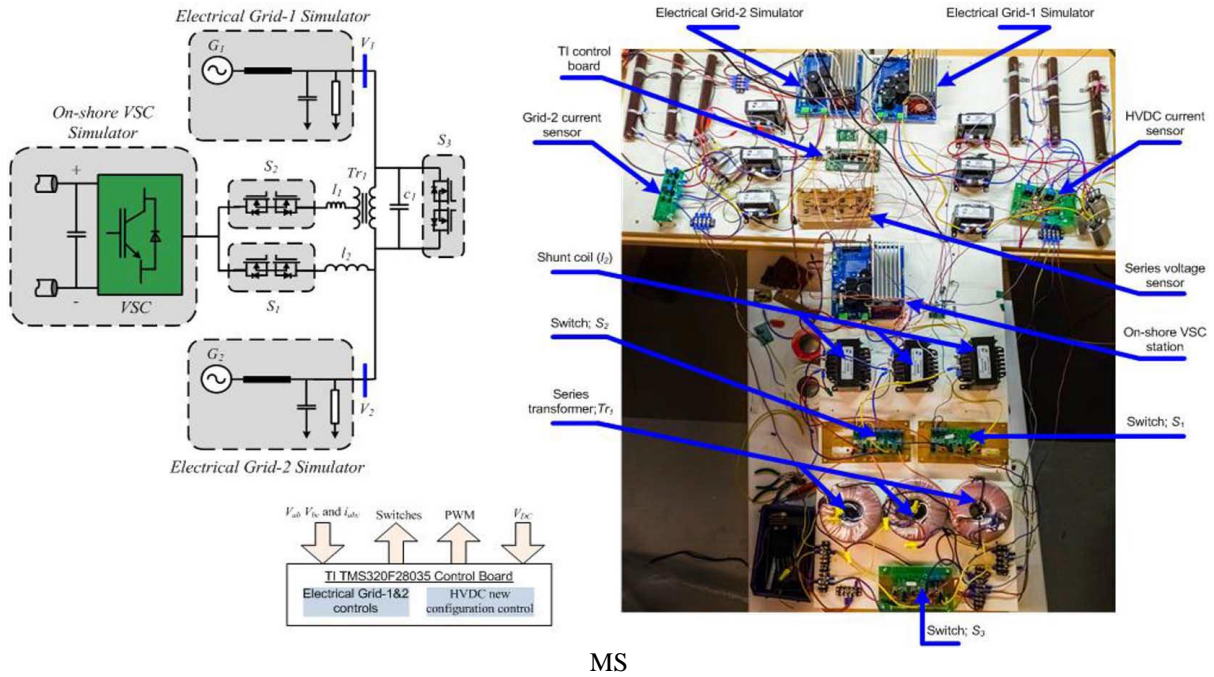 Electrical Grid-1 Simulator
G1
V1
On-shore VSC
Simulator
+
-
VSC
S2
l1
Tr1
c1
S3
S1
l2
G2
V2
Electrical Grid-2 Simulator
Vab Vbc and iabc
Switches
PWM
VDC
TI TMS320F28035 Control Board
Electrical Grid-1&2
controls
HVDC new
configuration control
Electrical Grid-2 Simulator
Electrical Grid-1 Simulator
TI control
board
Grid-2 current
sensor
HVDC current
sensor
Shunt coil (l2)
Series voltage
sensor
Switch; S2
On-shore VSC
station
Series
transformer;Tr1
Switch; S1
Switch; S3
MS